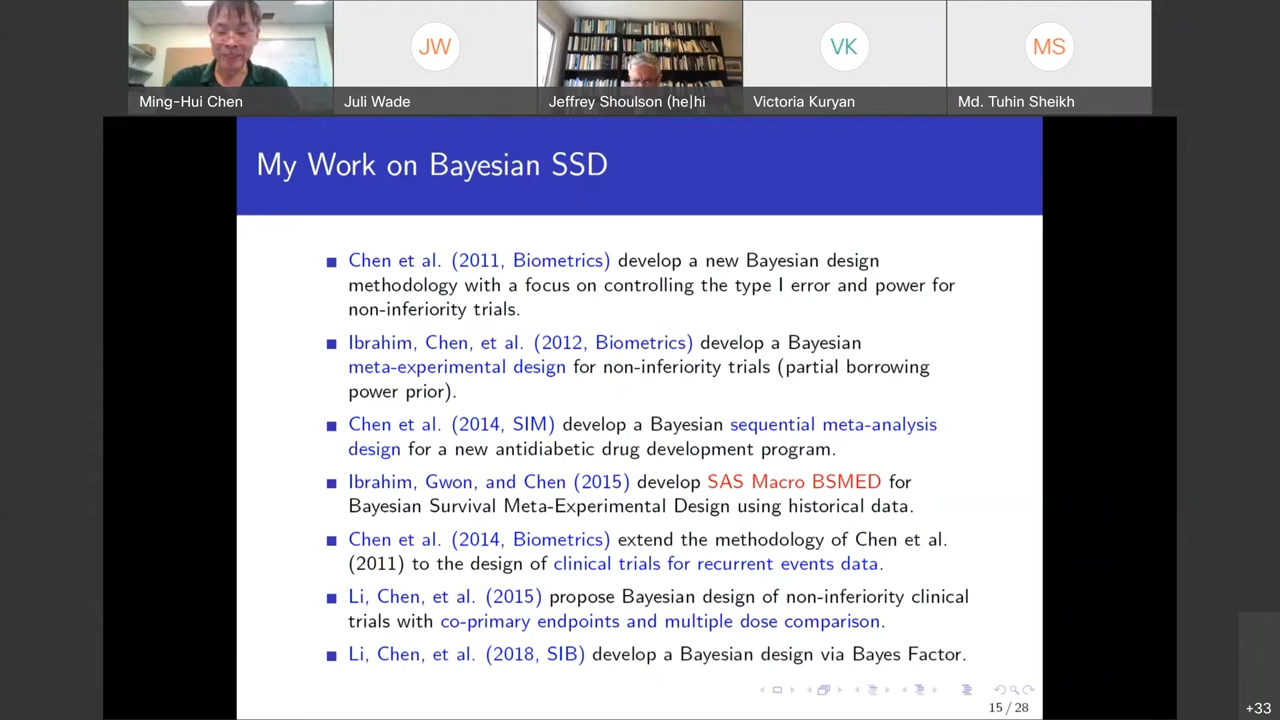 JW
VK
MS
Ming-Hui Chen
Juli Wade
Jeffrey Shoulson (he|hi
Victoria Kuryan
Md. Tuhin Sheikh
My Work on Bayesian SSD
Chen et al. (2011, Biometrics) develop a new Bayesian design
methodology with a focus on controlling the type I error and power for
non-inferiority trials.
Ibrahim, Chen, et al. (2012, Biometrics) develop a Bayesian
meta-experimental design for non-inferiority trials (partial borrowing
power prior).
Chen et al. (2014, SIM) develop a Bayesian sequential meta-analysis
design for a new antidiabetic drug development program.
Ibrahim, Gwon, and Chen (2015) develop SAS Macro BSMED for
Bayesian Survival Meta-Experimental Design using historical data.
Chen et al. (2014, Biometrics) extend the methodology of Chen et al.
(2011) to the design of clinical trials for recurrent events data.
Li, Chen, et al. (2015) propose Bayesian design of non-inferiority clinical
trials with co-primary endpoints and multiple dose comparison.
Li, Chen, et al. (2018, SIB) develop a Bayesian design via Bayes Factor.
15 / 28
+33